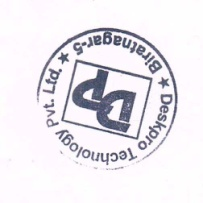 Deskpro Technology Pvt. Ltd. ★
Biratnagar-5 ★
DP